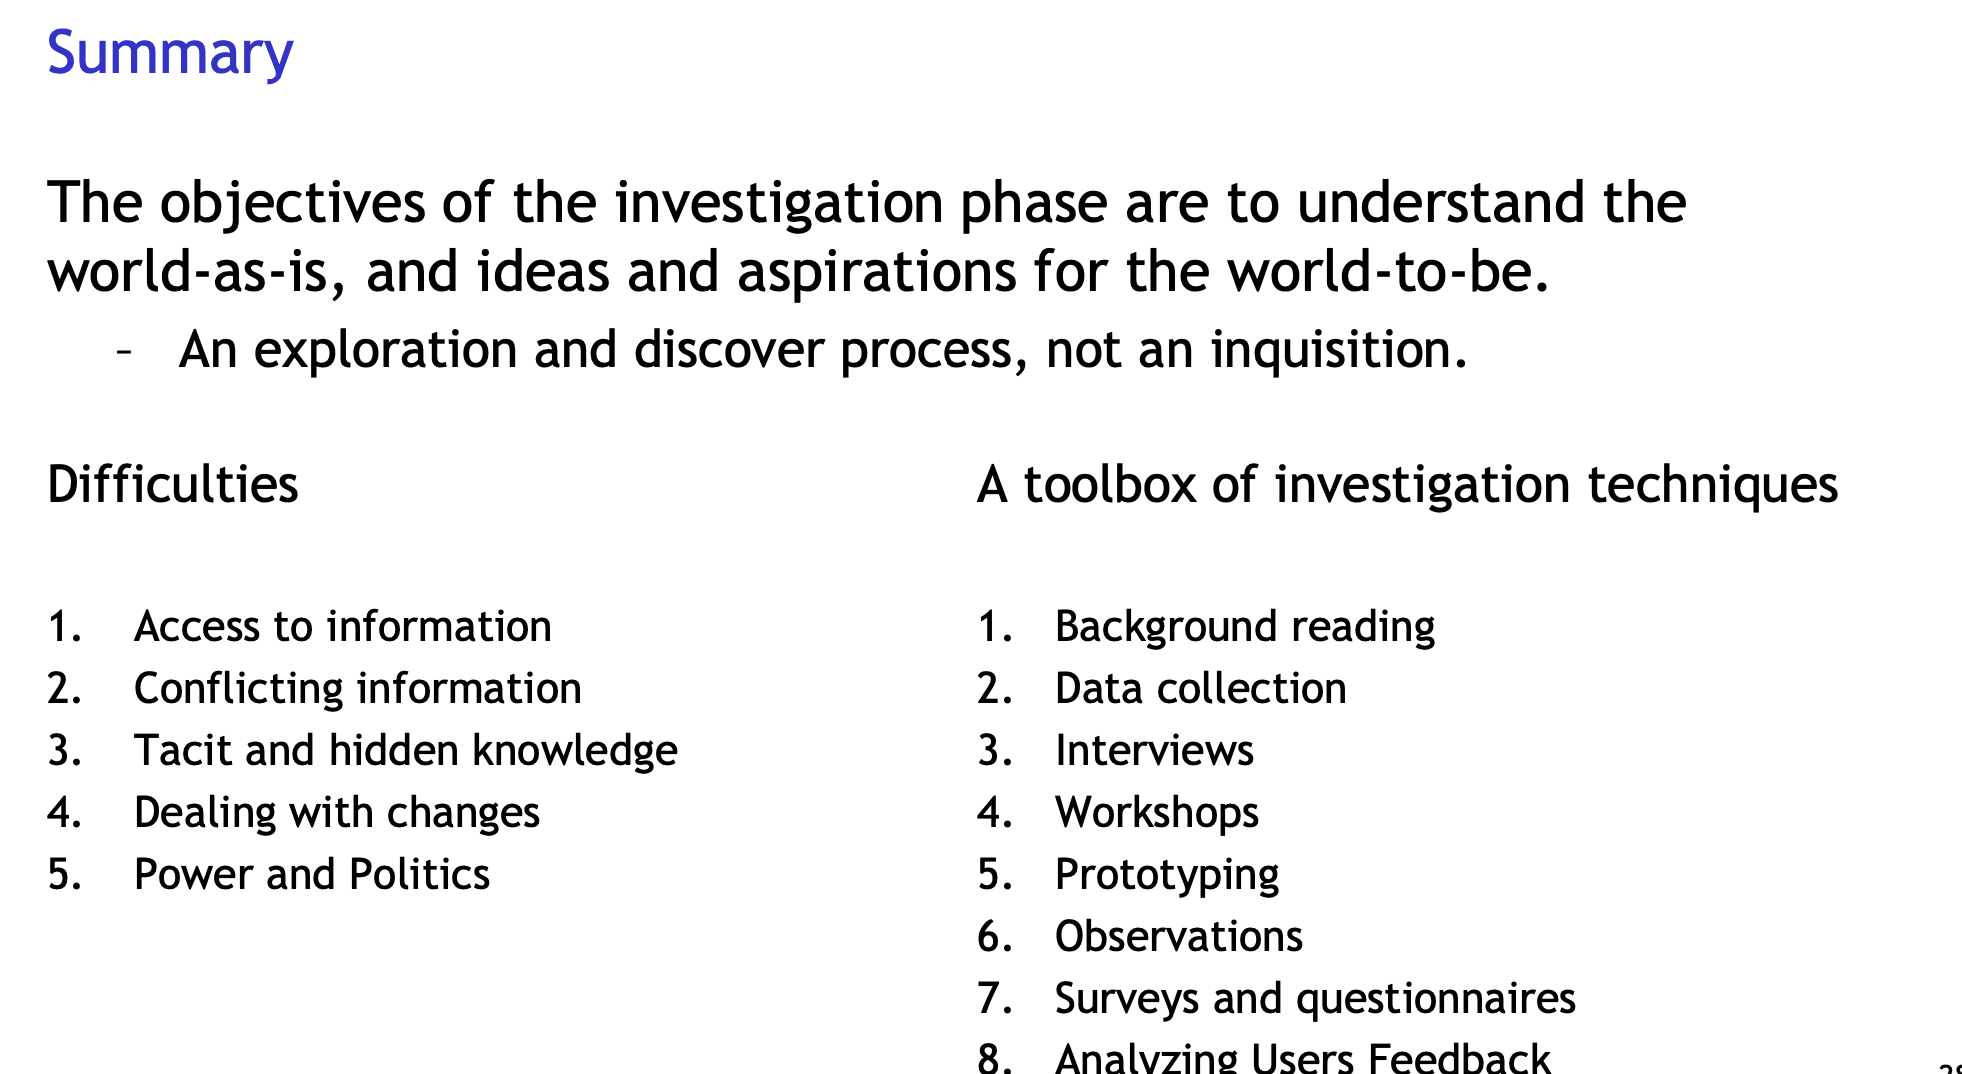 Summary
The objectives of the investigation phase are to understand the
world-as-is, and ideas and aspirations for the world-to-be.
– An exploration and discover process, not an inquisition.
Difficulties
1. Access to information
2. Conflicting information
3. Tacit and hidden knowledge
4. Dealing with changes
5. Power and Politics
A toolbox of investigation techniques
1. Background reading
2. Data collection
3. Interviews
4. Workshops
5. Prototyping
6. Observations
7. Surveys and questionnaires
8. Analyzing Users Feedback